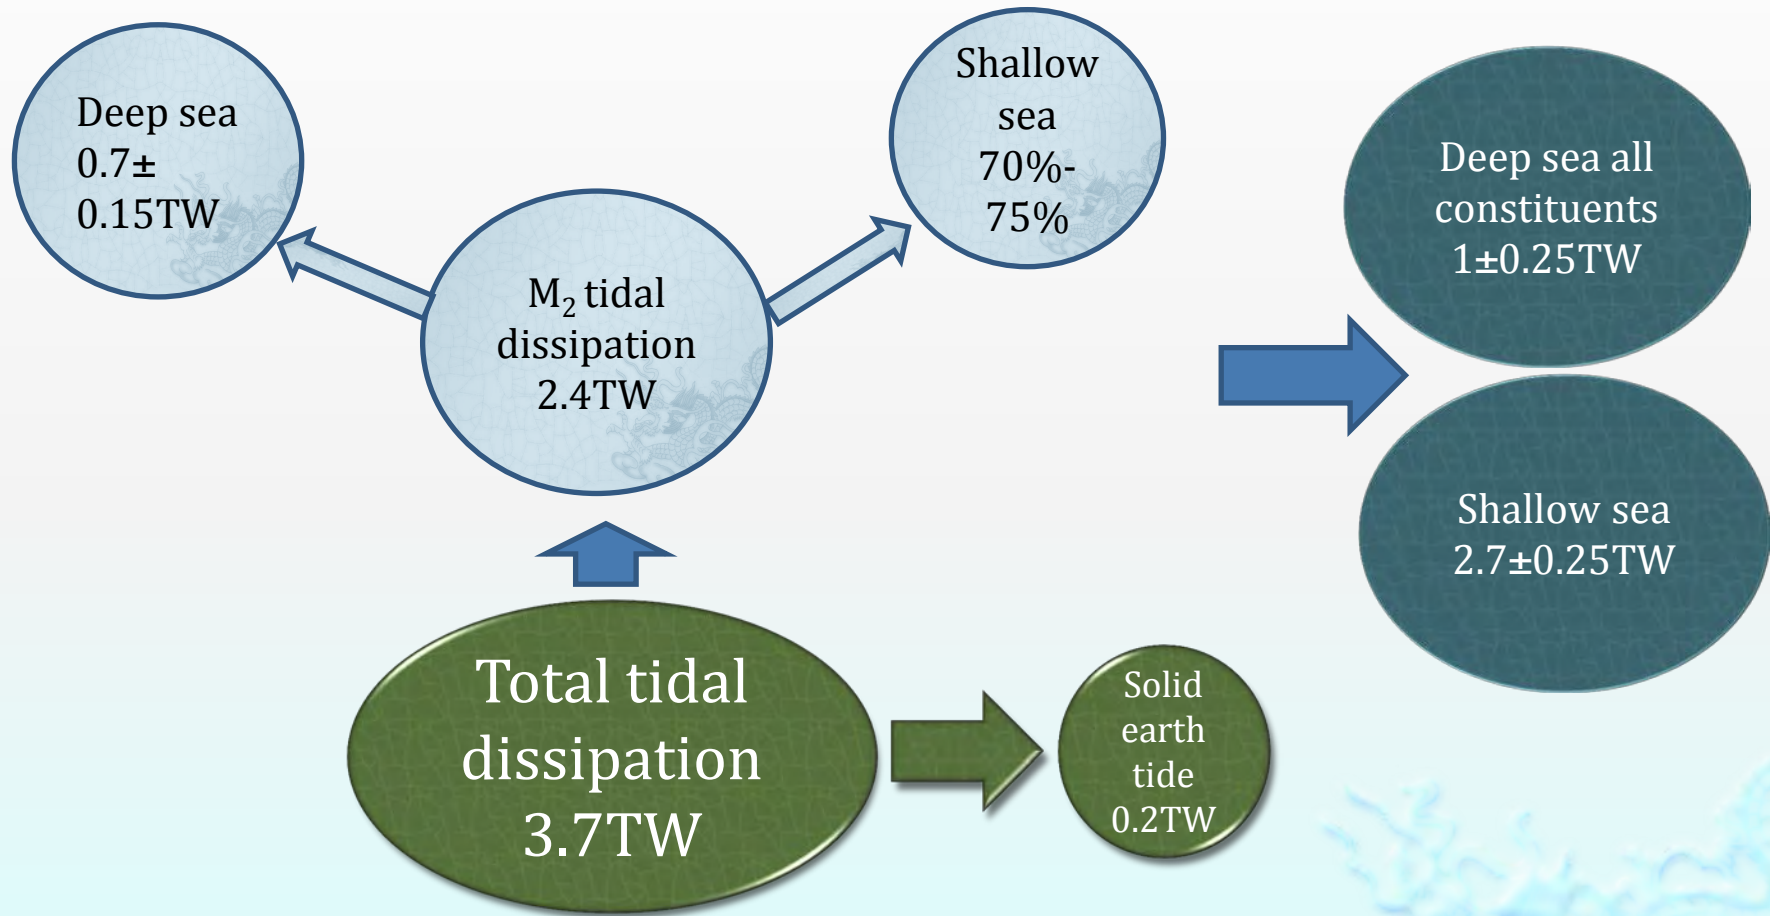 Deep sea
0.7±
0.15TW
Shallow
sea
70%-
75%
M₂ tidal
dissipation
2.4TW
Deep sea all
constituents
1±0.25TW
Shallow sea
2.7±0.25TW
Total tidal
dissipation
3.7TW
Solid
earth
tide
0.2TW